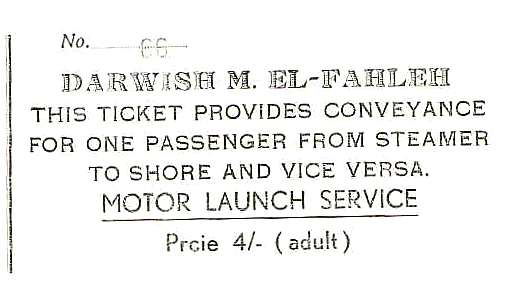 No. 66
DARWISH M. EL-FAHLEH
THIS TICKET PROVIDES CONVEYANCE
FOR ONE PASSENGER FROM STEAMER
TO SHORE AND VICE VERSA.
MOTOR LAUNCH SERVICE
Prcie 4/- (adult)